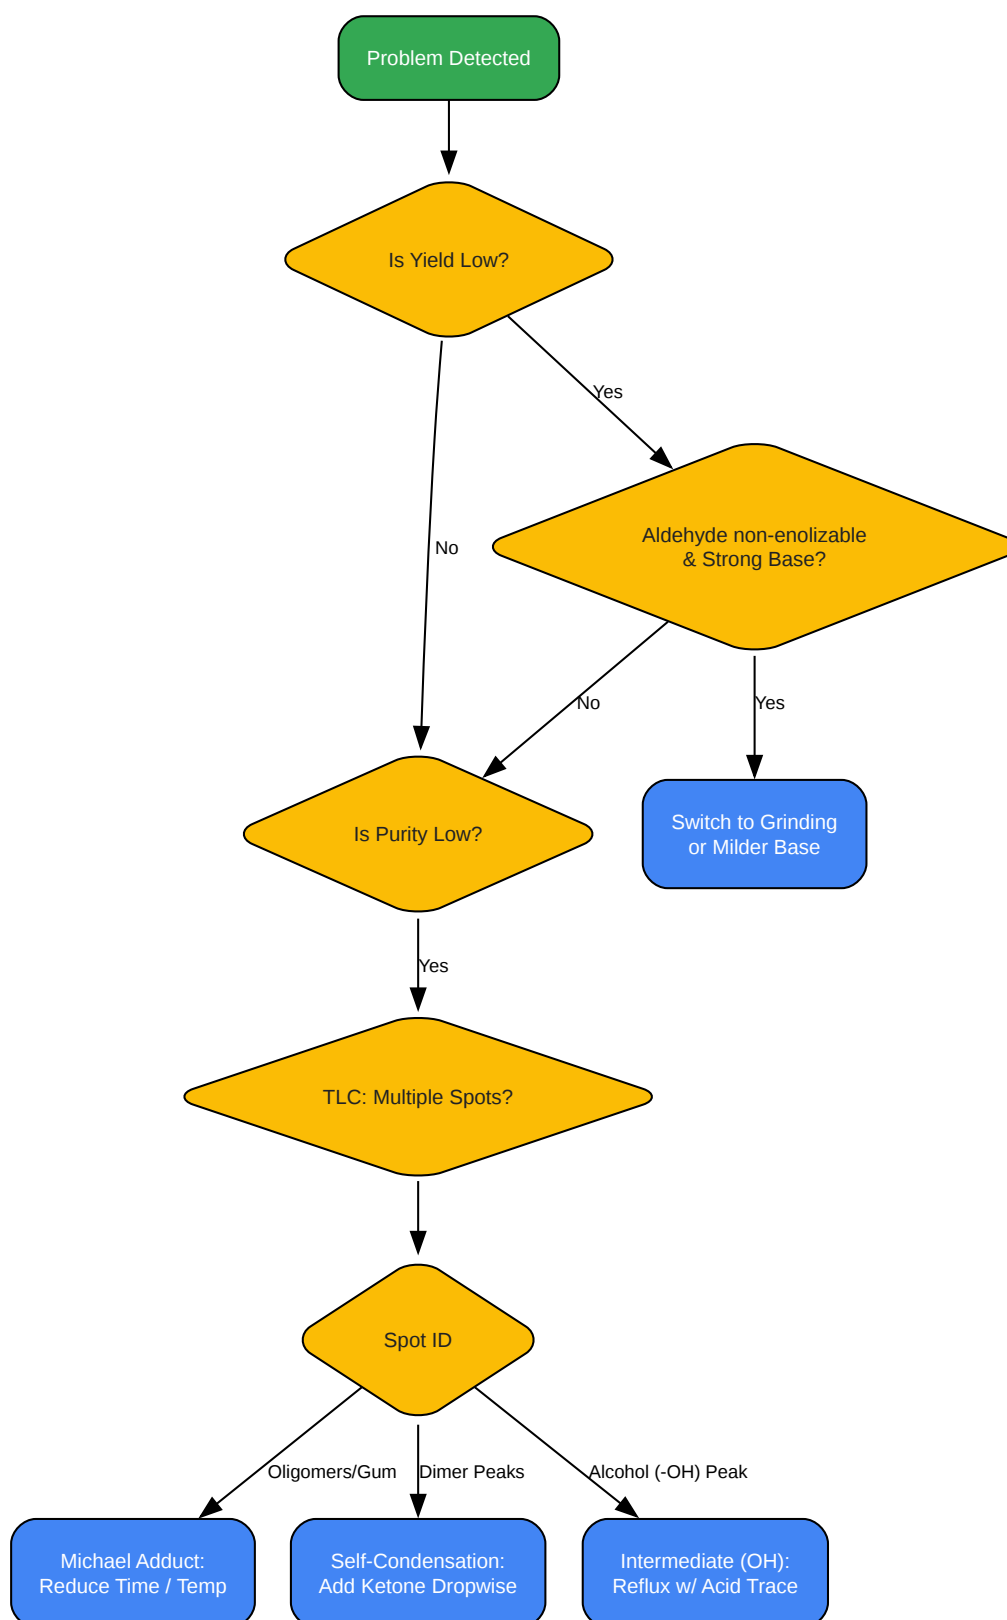 Problem Detected
Is Yield Low?
Yes
Aldehyde non-enolizable
& Strong Base?
No
No
Yes
Switch to Grinding
or Milder Base
Is Purity Low?
Yes
TLC: Multiple Spots?
Spot ID
Oligomers/Gum
Dimer Peaks
Alcohol (-OH) Peak
Michael Adduct:
Reduce Time / Temp
Self-Condensation:
Add Ketone Dropwise
Intermediate (OH):
Reflux w/ Acid Trace